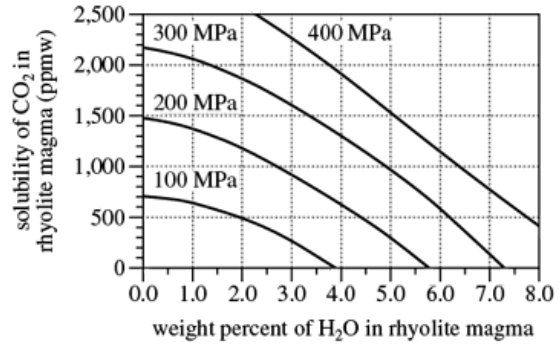 solubility of CO₂ in
rhyolite magma (ppmw)
2,500
2,000
1,500
1,000
500
0
300 MPa
400 MPa
200 MPa
100 MPa
0.0 1.0 2.0 3.0 4.0 5.0 6.0 7.0 8.0
weight percent of H₂O in rhyolite magma